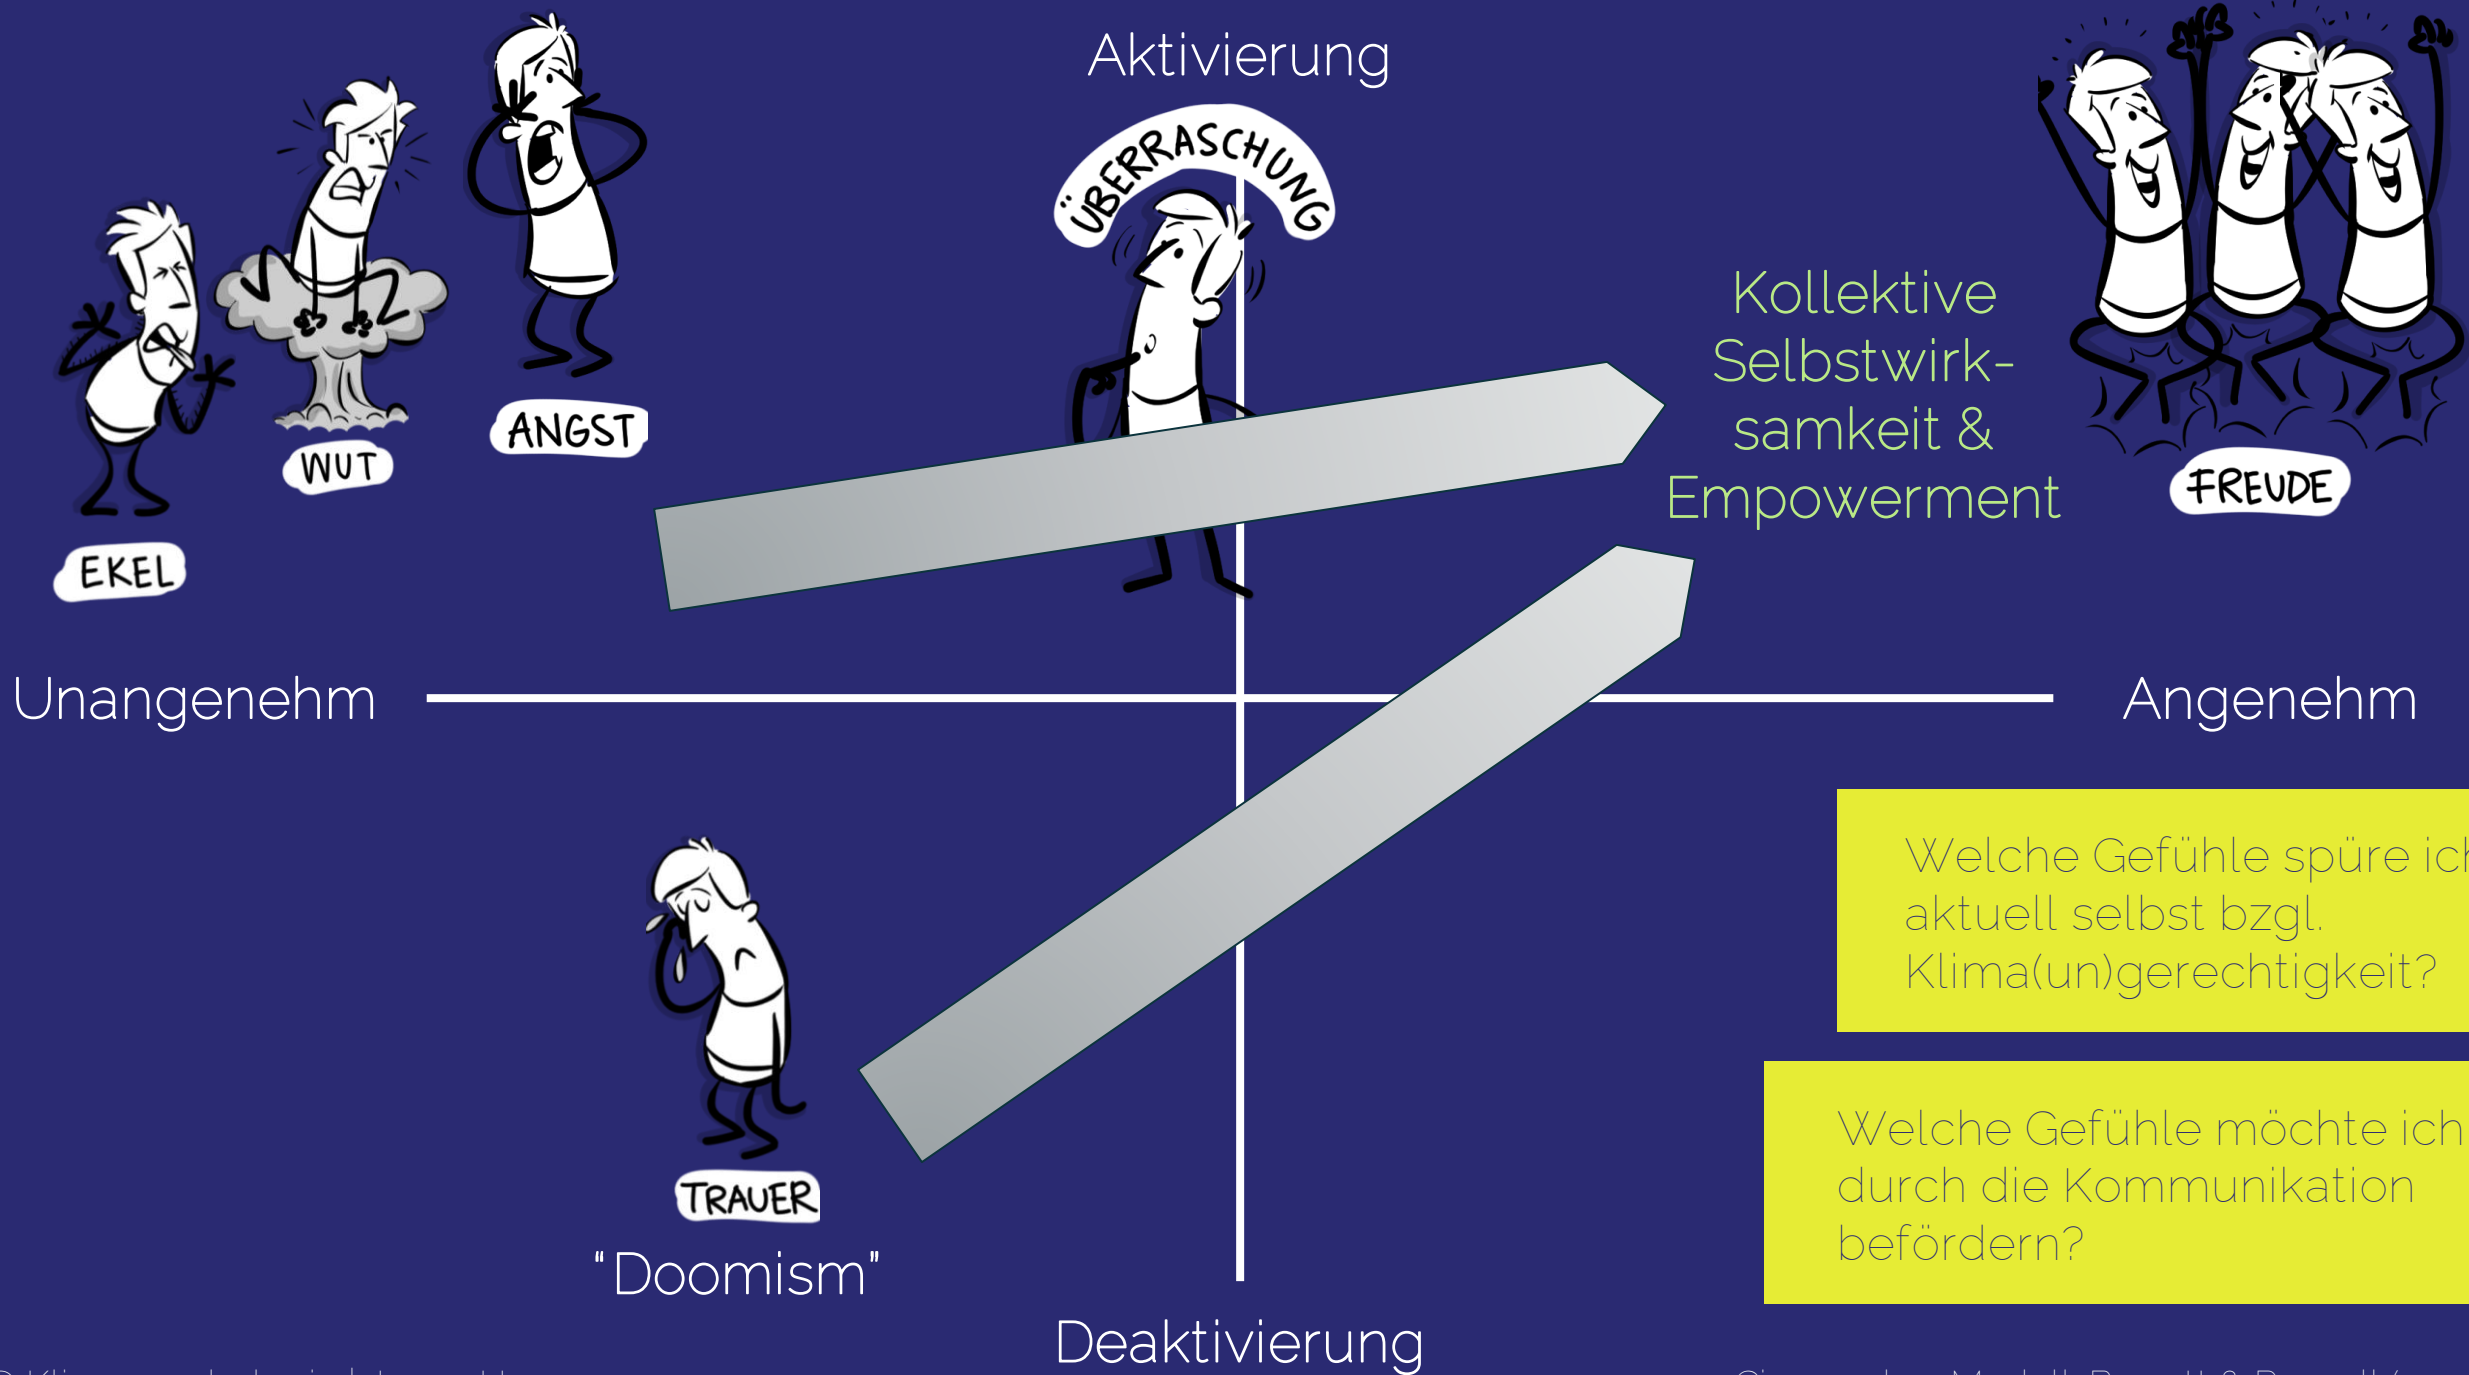 Aktivierung
ÜBERRASCHUNG
ANGST
WUT
EKEL
Kollektive
Selbstwirk-
samkeit &
Empowerment
FREUDE
Unangenehm
Angenehm
Welche Gefühle spüre ich
aktuell selbst bzgl.
Klima(un)gerechtigkeit?
TRAUER
"Doomism"
Welche Gefühle möchte ich
durch die Kommunikation
befördern?
Deaktivierung